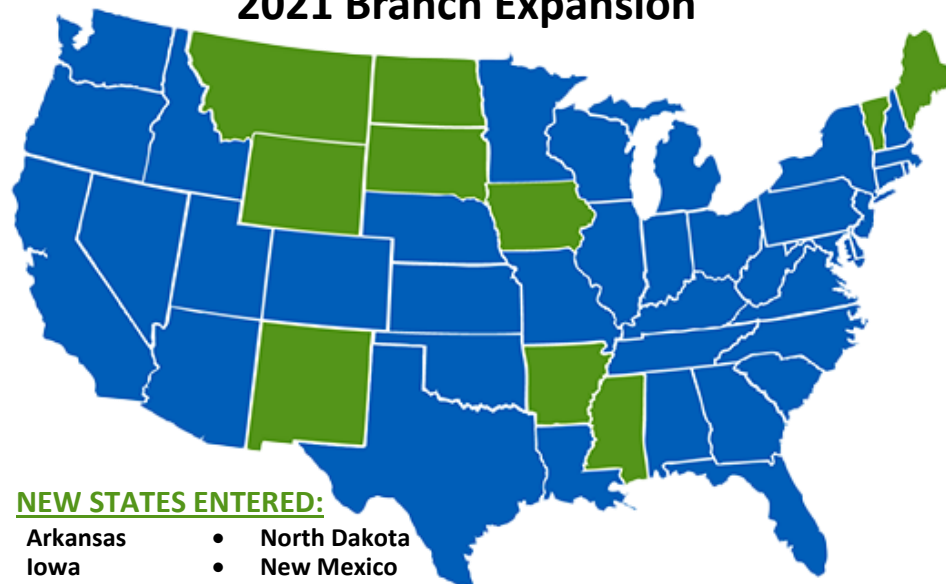 2021 Branch Expansion
NEW STATES ENTERED:
Arkansas • North Dakota
Iowa • New Mexico